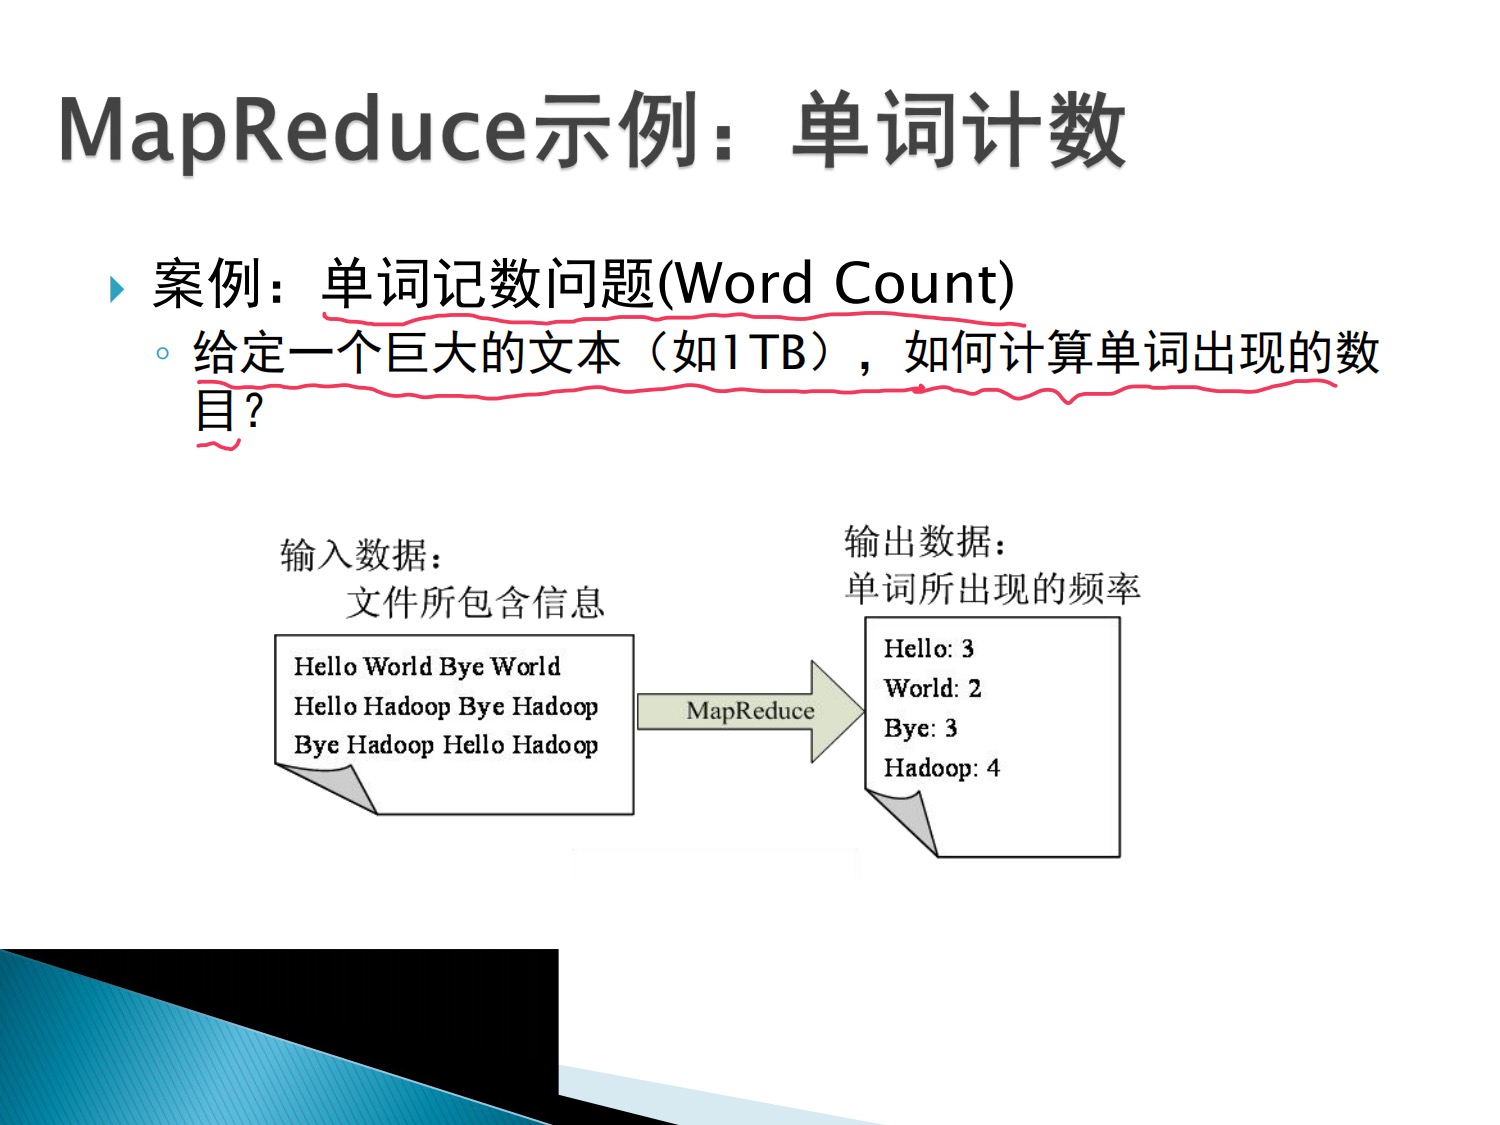 MapReduce示例：单词计数
案例：单词记数问题(Word Count)
给定一个巨大的文本（如1TB），如何计算单词出现的数
目？
输入数据：
文件所包含信息
Hello World Bye World
Hello Hadoop Bye Hadoop
Bye Hadoop Hello Hadoop
MapReduce
输出数据：
单词所出现的频率
Hello: 3
World: 2
Bye: 3
Hadoop: 4